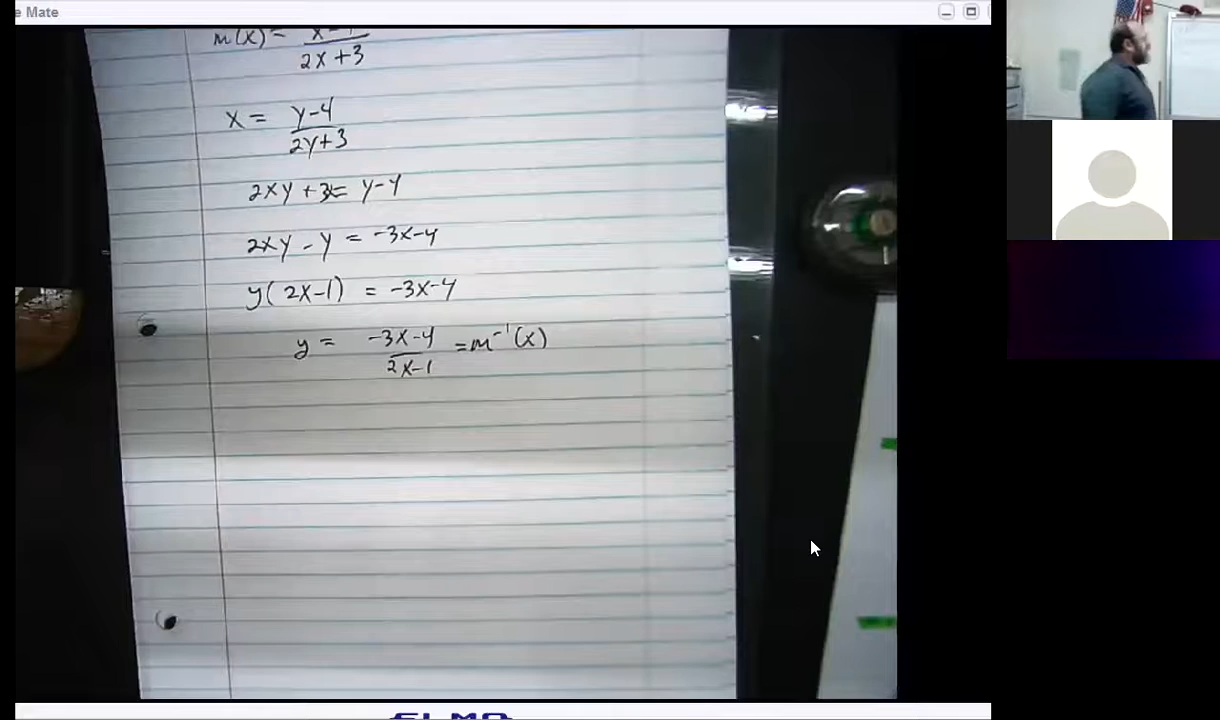 e Mate
m(x) = x-4 / 2x+3
x = y-4 / 2y+3
2xy + 3x = y-4
2xy - y = -3x-4
y( 2x-1) = -3x-4
y = -3x-4 / 2x-1 = m⁻¹(x)
ELMO